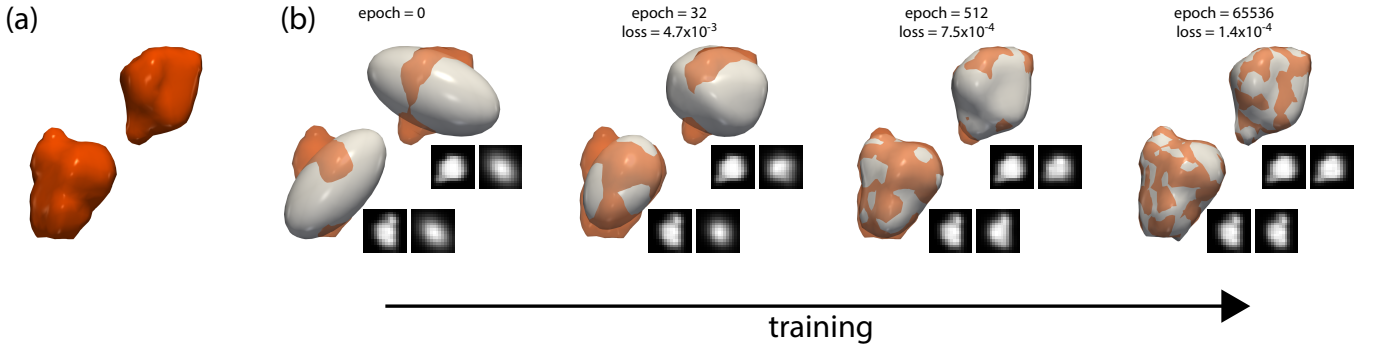 (a)
(b)
epoch = 0
epoch = 32
loss = 4.7x10-3
epoch = 512
loss = 7.5x10-4
epoch = 65536
loss = 1.4x10-4
training